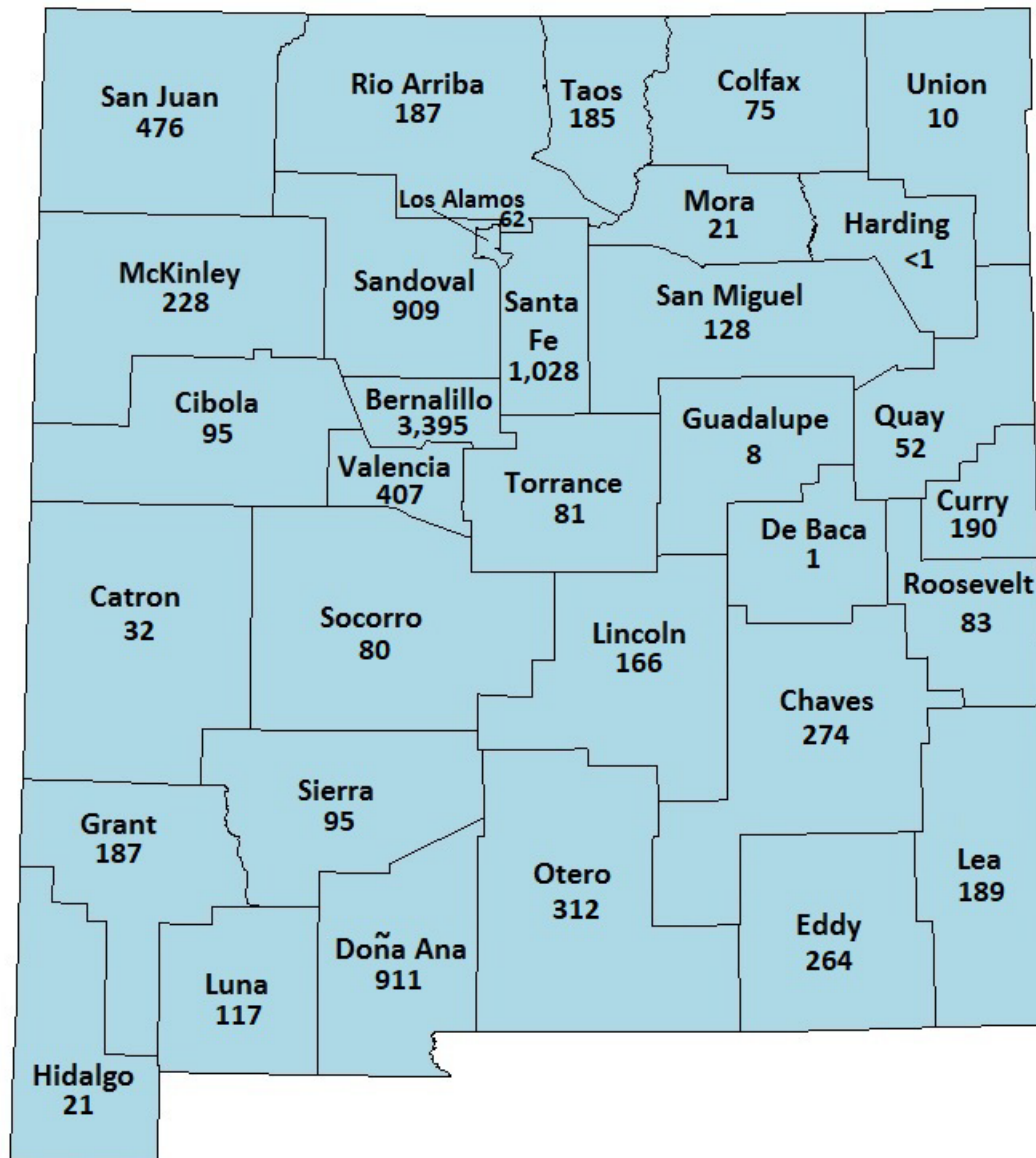 San Juan
476
Rio Arriba
187
Taos
185
Colfax
75
Union
10
Los Alamos
62
Mora
21
Harding
<1
McKinley
228
Sandoval
909
Santa
Fe
1,028
San Miguel
128
Cibola
95
Bernalillo
3,395
Guadalupe
8
Quay
52
Valencia
407
Torrance
81
Curry
190
De Baca
1
Catron
32
Socorro
80
Lincoln
166
Roosevelt
83
Chaves
274
Sierra
95
Grant
187
Otero
312
Lea
189
Eddy
264
Doña Ana
911
Luna
117
Hidalgo
21